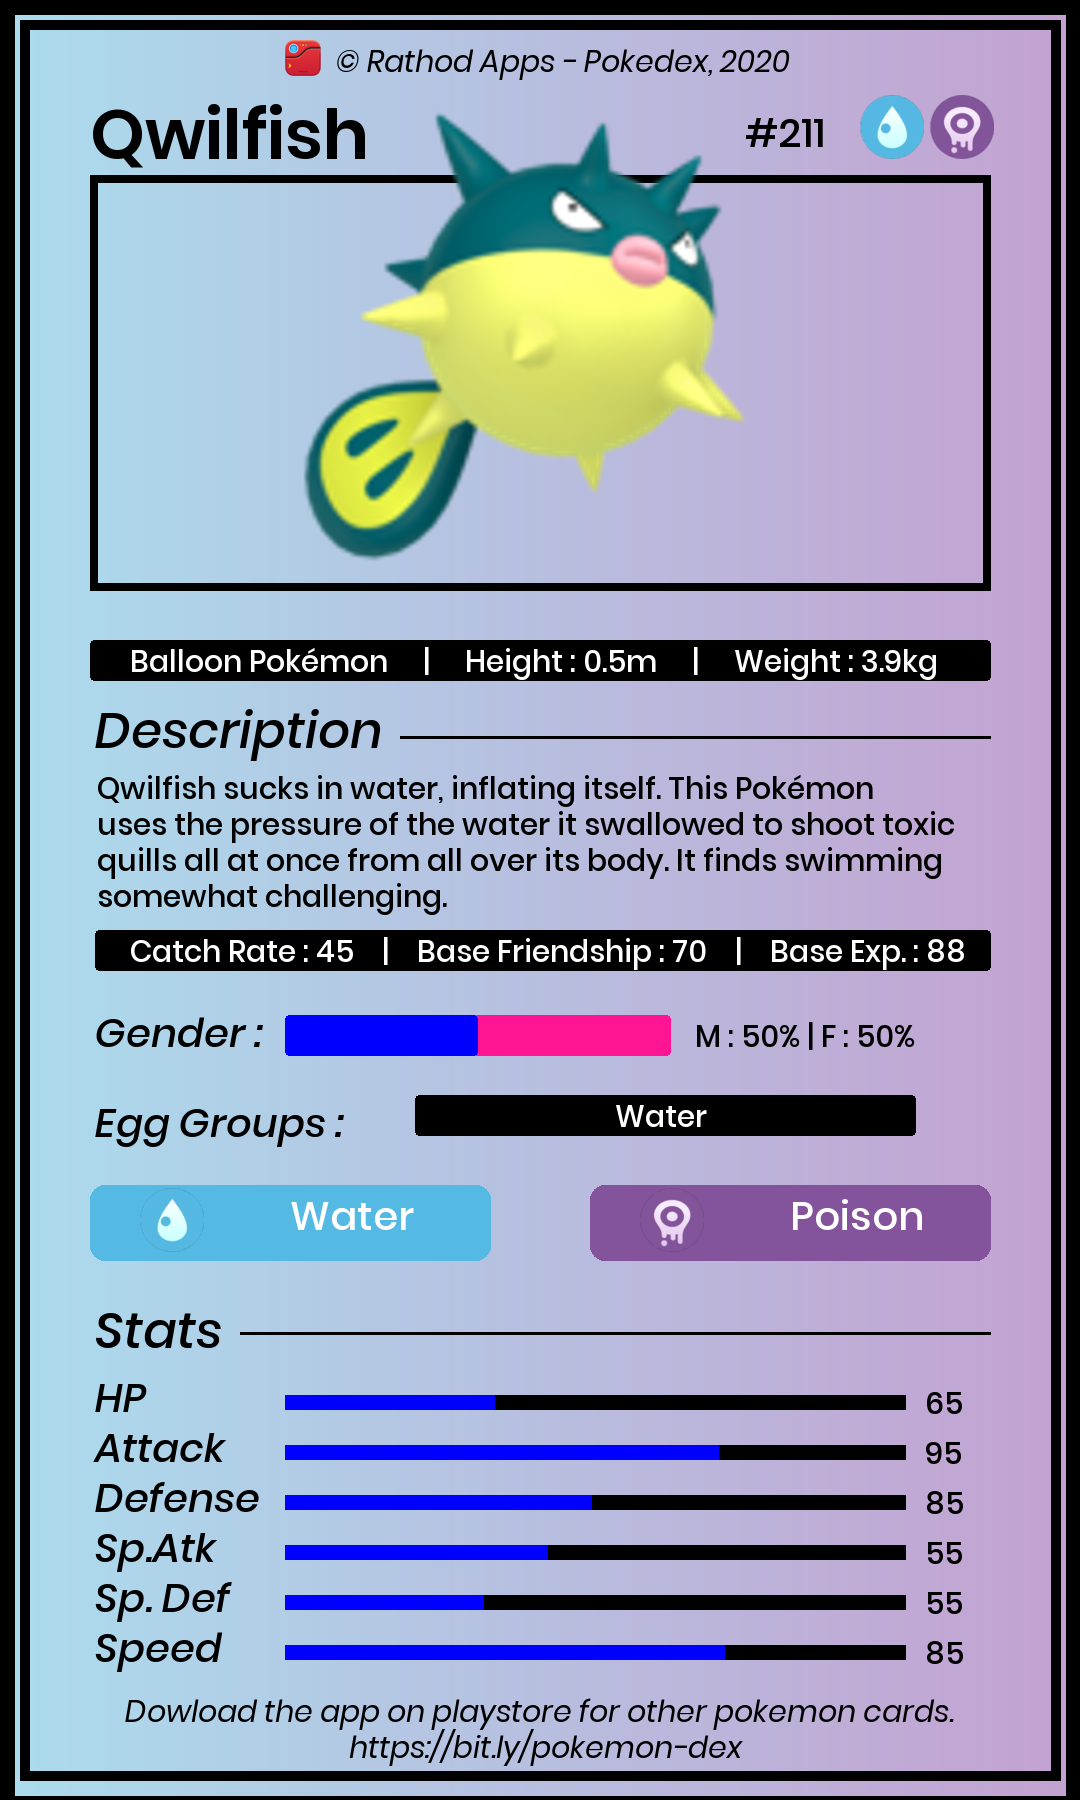 © Rathod Apps - Pokedex, 2020
Qwilfish
#211
Balloon Pokémon | Height : 0.5m | Weight : 3.9kg
Description
Qwilfish sucks in water, inflating itself. This Pokémon
uses the pressure of the water it swallowed to shoot toxic
quills all at once from all over its body. It finds swimming
somewhat challenging.
Catch Rate : 45 | Base Friendship : 70 | Base Exp. : 88
Gender : M : 50% | F : 50%
Egg Groups : Water
Water Poison
Stats
HP 65
Attack 95
Defense 85
Sp.Atk 55
Sp. Def 55
Speed 85
Dowload the app on playstore for other pokemon cards.
https://bit.ly/pokemon-dex